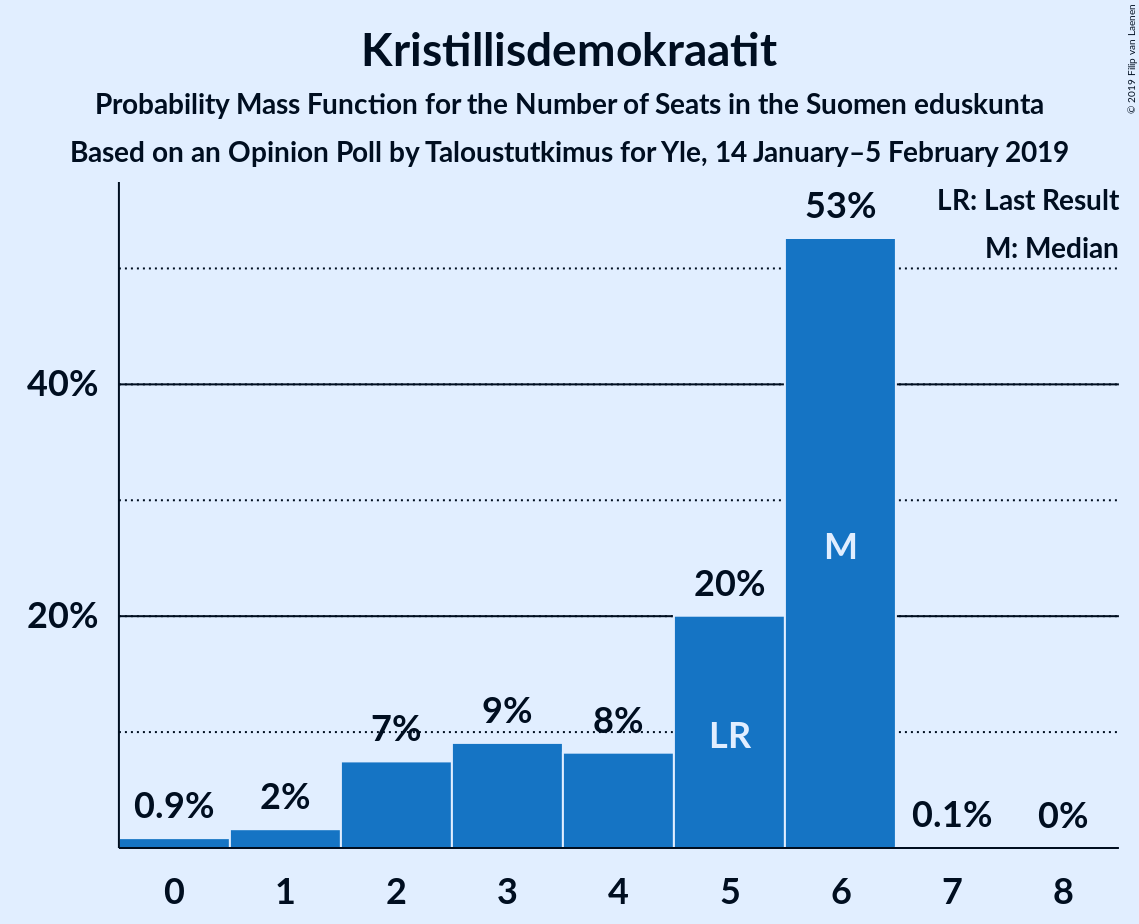 Kristillisdemokraatit
Probability Mass Function for the Number of Seats in the Suomen eduskunta
Based on an Opinion Poll by Taloustutkimus for Yle, 14 January–5 February 2019
© 2019 Filip van Laenen
LR: Last Result
M: Median
53%
40%
M
20%
20%
LR
9%
8%
7%
2%
0.9%
0.1%
0%
0 1 2 3 4 5 6 7 8